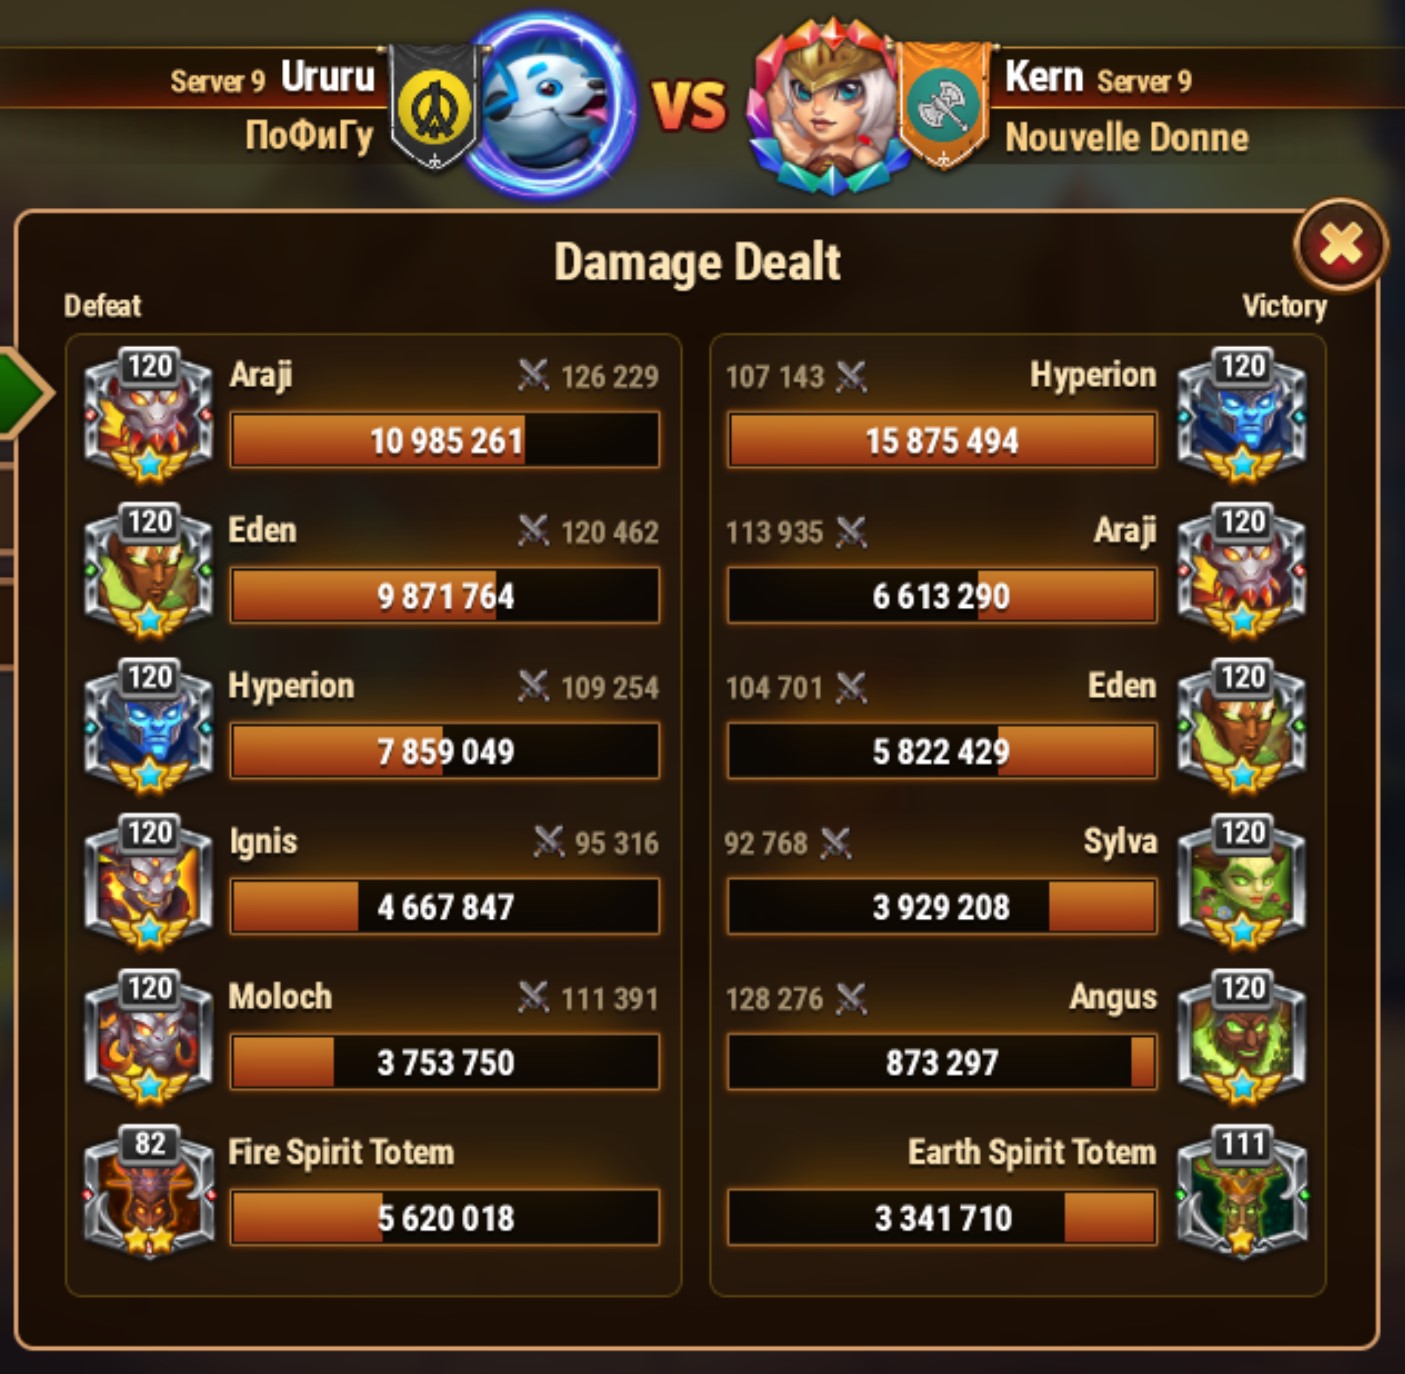 Server 9 Ururu
ПоФиГу
VS
Kern Server 9
Nouvelle Donne
Damage Dealt
Defeat
Victory
120 Araji 126 229
10 985 261
107 143 Hyperion 120
15 875 494
120 Eden 120 462
9 871 764
113 935 Araji 120
6 613 290
120 Hyperion 109 254
7 859 049
104 701 Eden 120
5 822 429
120 Ignis 95 316
4 667 847
92 768 Sylva 120
3 929 208
120 Moloch 111 391
3 753 750
128 276 Angus 120
873 297
82 Fire Spirit Totem
5 620 018
Earth Spirit Totem 111
3 341 710